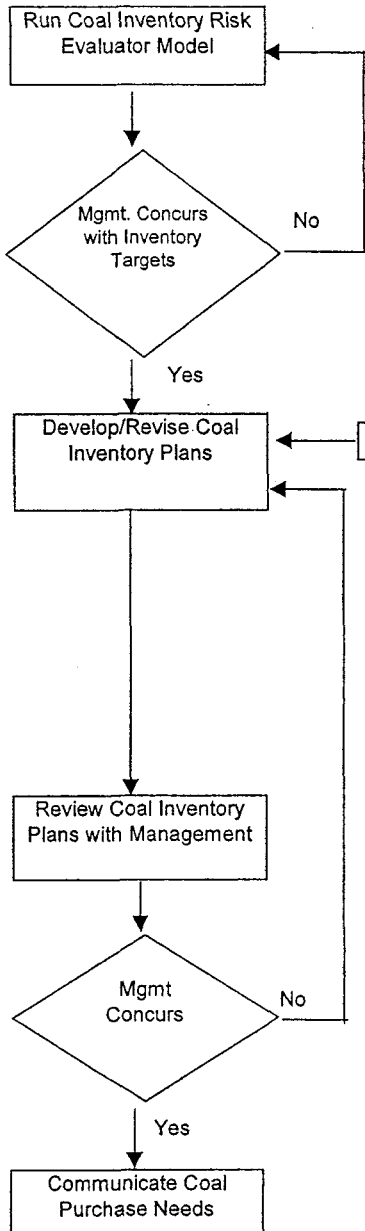 Run Coal Inventory Risk
Evaluator Model
Mgmt. Concurs
with Inventory
Targets
No
Yes
Develop/Revise Coal
Inventory Plans
Review Coal Inventory
Plans with Management
Mgmt
Concurs
No
Yes
Communicate Coal
Purchase Needs